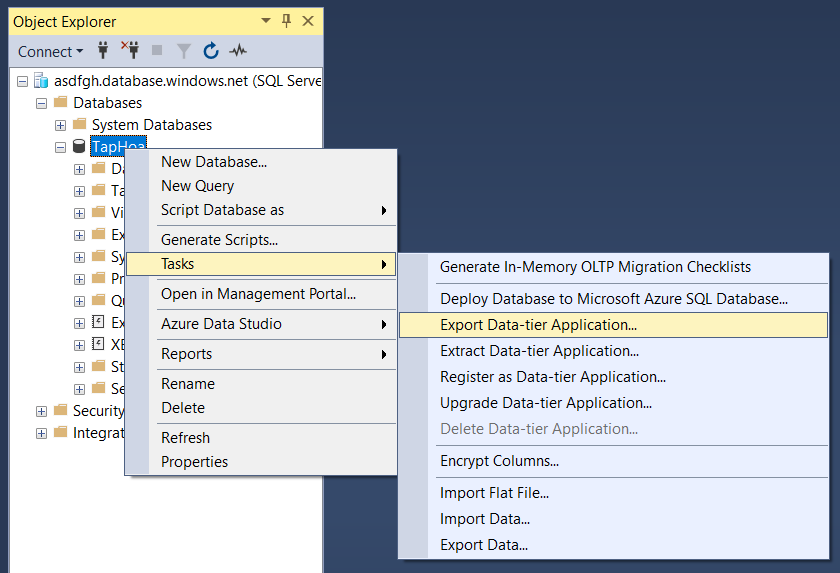 Object Explorer
Connect
asdfgh.database.windows.net (SQL Serve
Databases
System Databases
TapHoa
New Database...
New Query
Script Database as
Generate Scripts...
Tasks
Open in Management Portal...
Azure Data Studio
Reports
Rename
Delete
Refresh
Properties
Generate In-Memory OLTP Migration Checklists
Deploy Database to Microsoft Azure SQL Database...
Export Data-tier Application...
Extract Data-tier Application...
Register as Data-tier Application...
Upgrade Data-tier Application...
Delete Data-tier Application...
Encrypt Columns...
Import Flat File...
Import Data...
Export Data...
Da
Ta
Vi
Ex
Sy
Pr
Qu
Ex
XE
St
Se
Security
Integrat